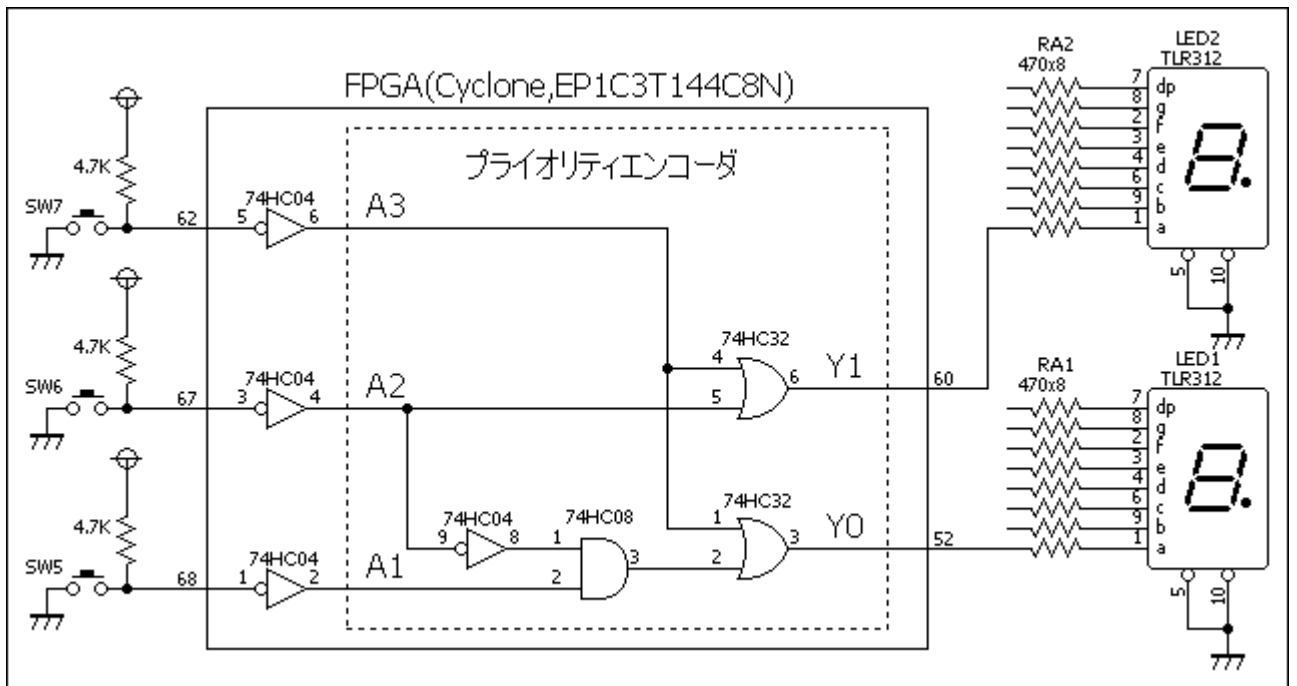 FPGA(Cyclone,EP1C3T144C8N)
プライオリティエンコーダ
4.7K
SW7
62
74HC04
5
6
A3
4.7K
SW6
67
74HC04
3
4
A2
4.7K
SW5
68
74HC04
1
2
A1
74HC04
9
8
74HC08
1
2
3
74HC32
4
5
6
Y1
60
74HC32
1
2
3
Y0
52
RA2
470x8
LED2
TLR312
7 dp
8 g
2 f
3 e
4 d
6 c
9 b
1 a
5
10
RA1
470x8
LED1
TLR312
7 dp
8 g
2 f
3 e
4 d
6 c
9 b
1 a
5
10